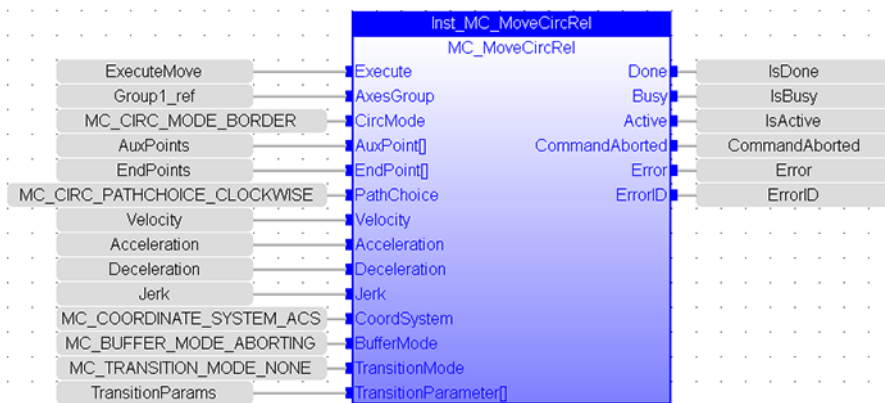 Inst_MC_MoveCircRel
MC_MoveCircRel
ExecuteMove Execute Done IsDone
Group1_ref AxesGroup Busy IsBusy
MC_CIRC_MODE_BORDER CircMode Active IsActive
AuxPoints AuxPoint[] CommandAborted CommandAborted
EndPoints EndPoint[] Error Error
MC_CIRC_PATHCHOICE_CLOCKWISE PathChoice ErrorID ErrorID
Velocity Velocity
Acceleration Acceleration
Deceleration Deceleration
Jerk Jerk
MC_COORDINATE_SYSTEM_ACS CoordSystem
MC_BUFFER_MODE_ABORTING BufferMode
MC_TRANSITION_MODE_NONE TransitionMode
TransitionParams TransitionParameter[]